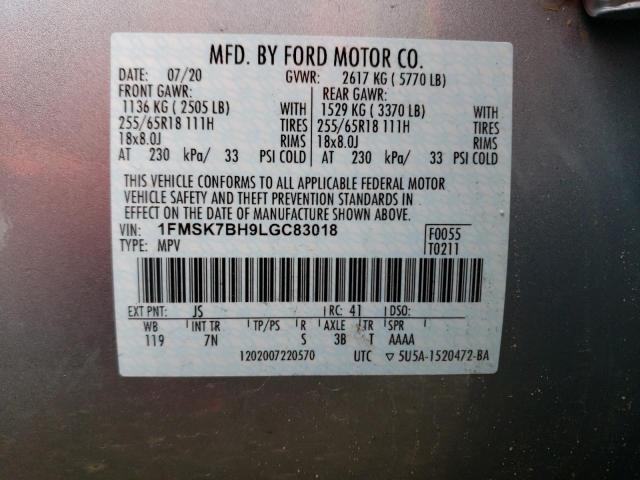 MFD. BY FORD MOTOR CO.
DATE: 07/20 GVWR: 2617 KG ( 5770 LB)
FRONT GAWR: REAR GAWR:
1136 KG ( 2505 LB) WITH 1529 KG ( 3370 LB) WITH
255/65R18 111H TIRES 255/65R18 111H TIRES
18x8.0J RIMS 18x8.0J RIMS
AT 230 kPa/ 33 PSI COLD AT 230 kPa/ 33 PSI COLD
THIS VEHICLE CONFORMS TO ALL APPLICABLE FEDERAL MOTOR
VEHICLE SAFETY AND THEFT PREVENTION STANDARDS IN
EFFECT ON THE DATE OF MANUFACTURE SHOWN ABOVE.
VIN: 1FMSK7BH9LGC83018 F0055
TYPE: MPV T0211
EXT PNT: JS RC: 41 DSO:
WB INT TR TP/PS R AXLE TR SPR
119 7N S 3B T AAAA
1202007220570 UTC ▽ 5U5A-1520472-BA